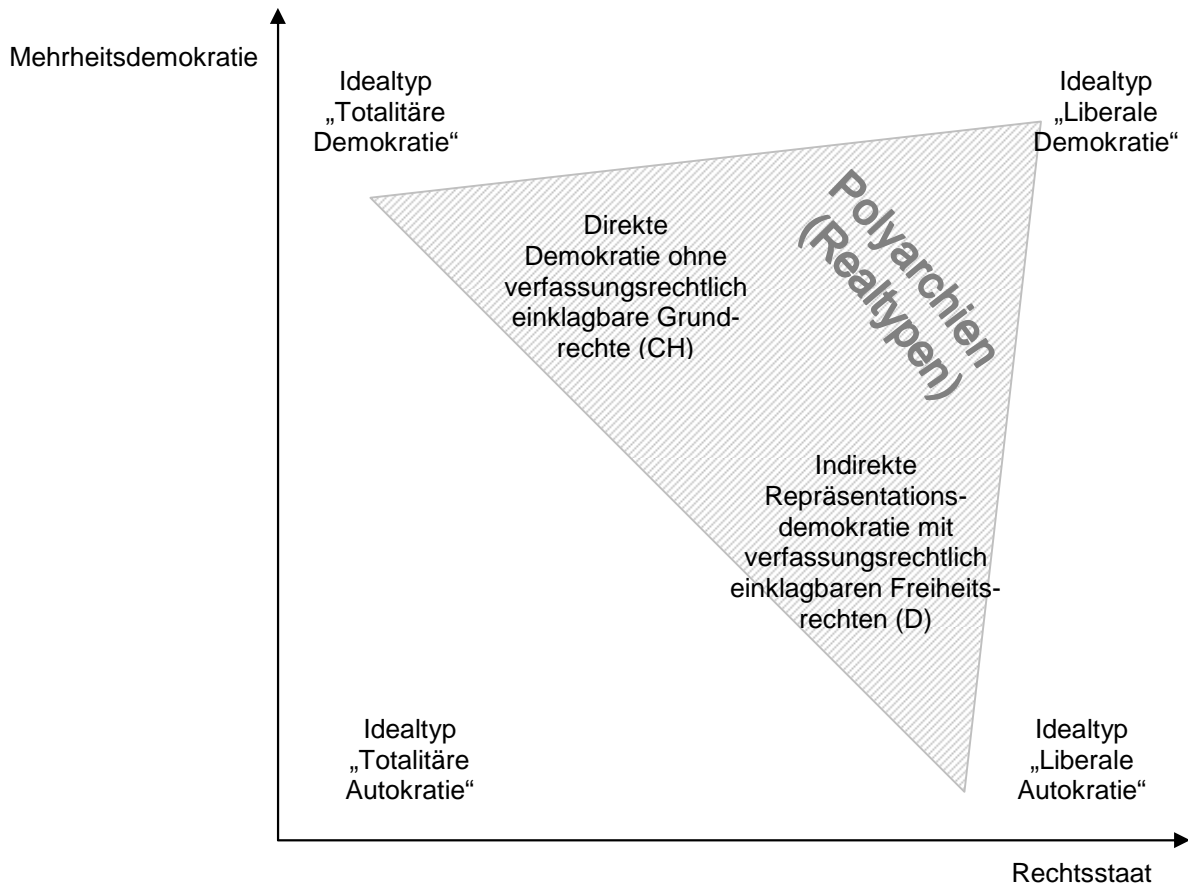 Mehrheitsdemokratie
Idealtyp
„Totalitäre
Demokratie“
Idealtyp
„Liberale
Demokratie“
Polyarchien
(Realtypen)
Direkte
Demokratie ohne
verfassungsrechtlich
einklagbare Grund-
rechte (CH)
Indirekte
Repräsentations-
demokratie mit
verfassungsrechtlich
einklagbaren Freiheits-
rechten (D)
Idealtyp
„Totalitäre
Autokratie“
Idealtyp
„Liberale
Autokratie“
Rechtsstaat